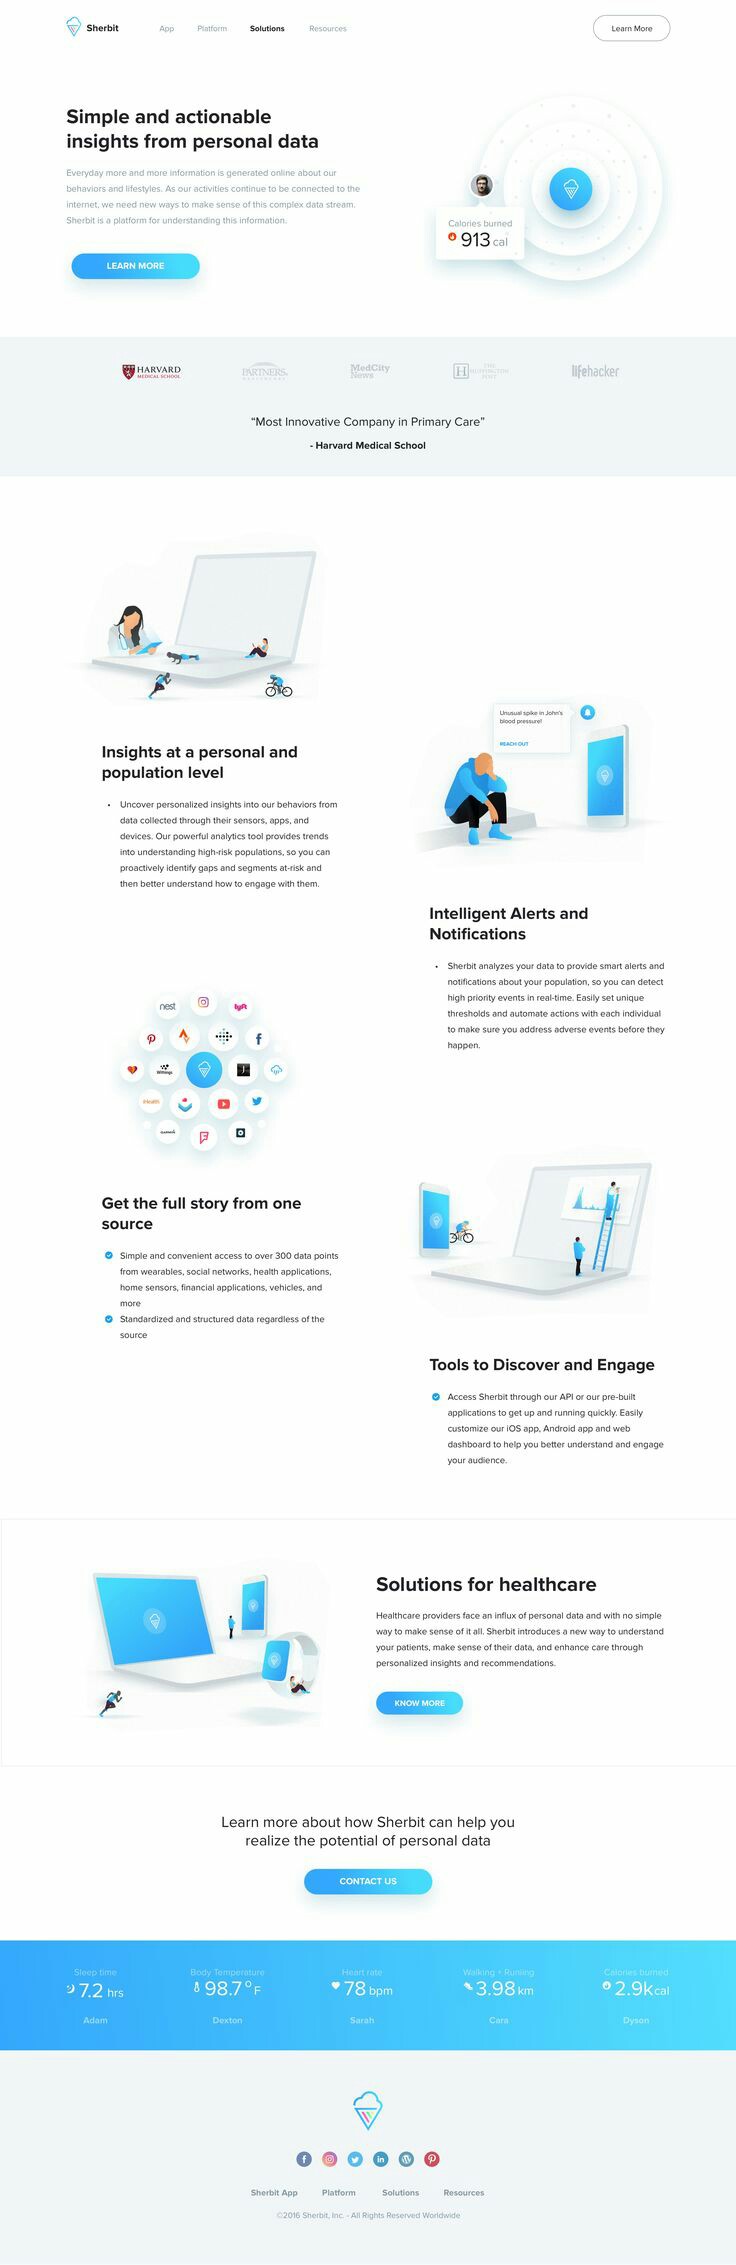 Sherbit
App
Platform
Solutions
Resources
Learn More
Simple and actionable
insights from personal data
Everyday more and more information is generated online about our
behaviors and lifestyles. As our activities continue to be connected to the
internet, we need new ways to make sense of this complex data stream.
Sherbit is a platform for understanding this information.
LEARN MORE
Calories burned
913 cal
HARVARD
MEDICAL SCHOOL
PARTNERS
HEALTHCARE
MedCity
News
H
THE
HUFFINGTON
POST
lifehacker
“Most Innovative Company in Primary Care”
- Harvard Medical School
Insights at a personal and
population level
• Uncover personalized insights into our behaviors from
data collected through their sensors, apps, and
devices. Our powerful analytics tool provides trends
into understanding high-risk populations, so you can
proactively identify gaps and segments at-risk and
then better understand how to engage with them.
Unusual spike in John's
blood pressure!
REACH OUT
Intelligent Alerts and
Notifications
• Sherbit analyzes your data to provide smart alerts and
notifications about your population, so you can detect
high priority events in real-time. Easily set unique
thresholds and automate actions with each individual
to make sure you address adverse events before they
happen.
nest
lyft
Withings
iHealth
Get the full story from one
source
Simple and convenient access to over 300 data points
from wearables, social networks, health applications,
home sensors, financial applications, vehicles, and
more
Standardized and structured data regardless of the
source
Tools to Discover and Engage
Access Sherbit through our API or our pre-built
applications to get up and running quickly. Easily
customize our iOS app, Android app and web
dashboard to help you better understand and engage
your audience.
Solutions for healthcare
Healthcare providers face an influx of personal data and with no simple
way to make sense of it all. Sherbit introduces a new way to understand
your patients, make sense of their data, and enhance care through
personalized insights and recommendations.
KNOW MORE
Learn more about how Sherbit can help you
realize the potential of personal data
CONTACT US
Sleep time
7.2 hrs
Adam
Body Temperature
98.7° F
Dexton
Heart rate
78 bpm
Sarah
Walking + Runiing
3.98 km
Cara
Calories burned
2.9k cal
Dyson
Sherbit App
Platform
Solutions
Resources
©2016 Sherbit, Inc. - All Rights Reserved Worldwide